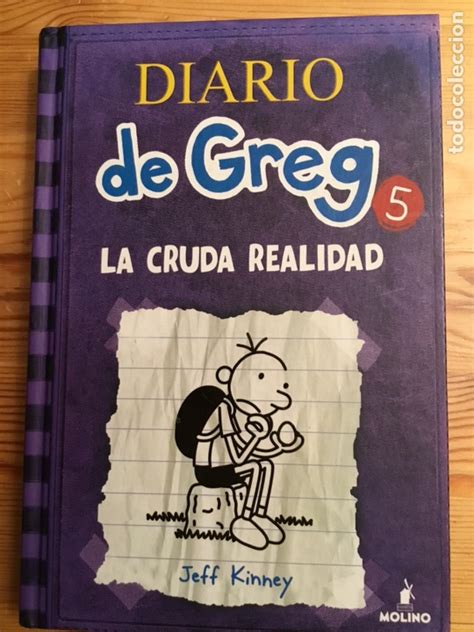 DIARIO
de Greg
5
LA CRUDA REALIDAD
Jeff Kinney
MOLINO
todocoleccion